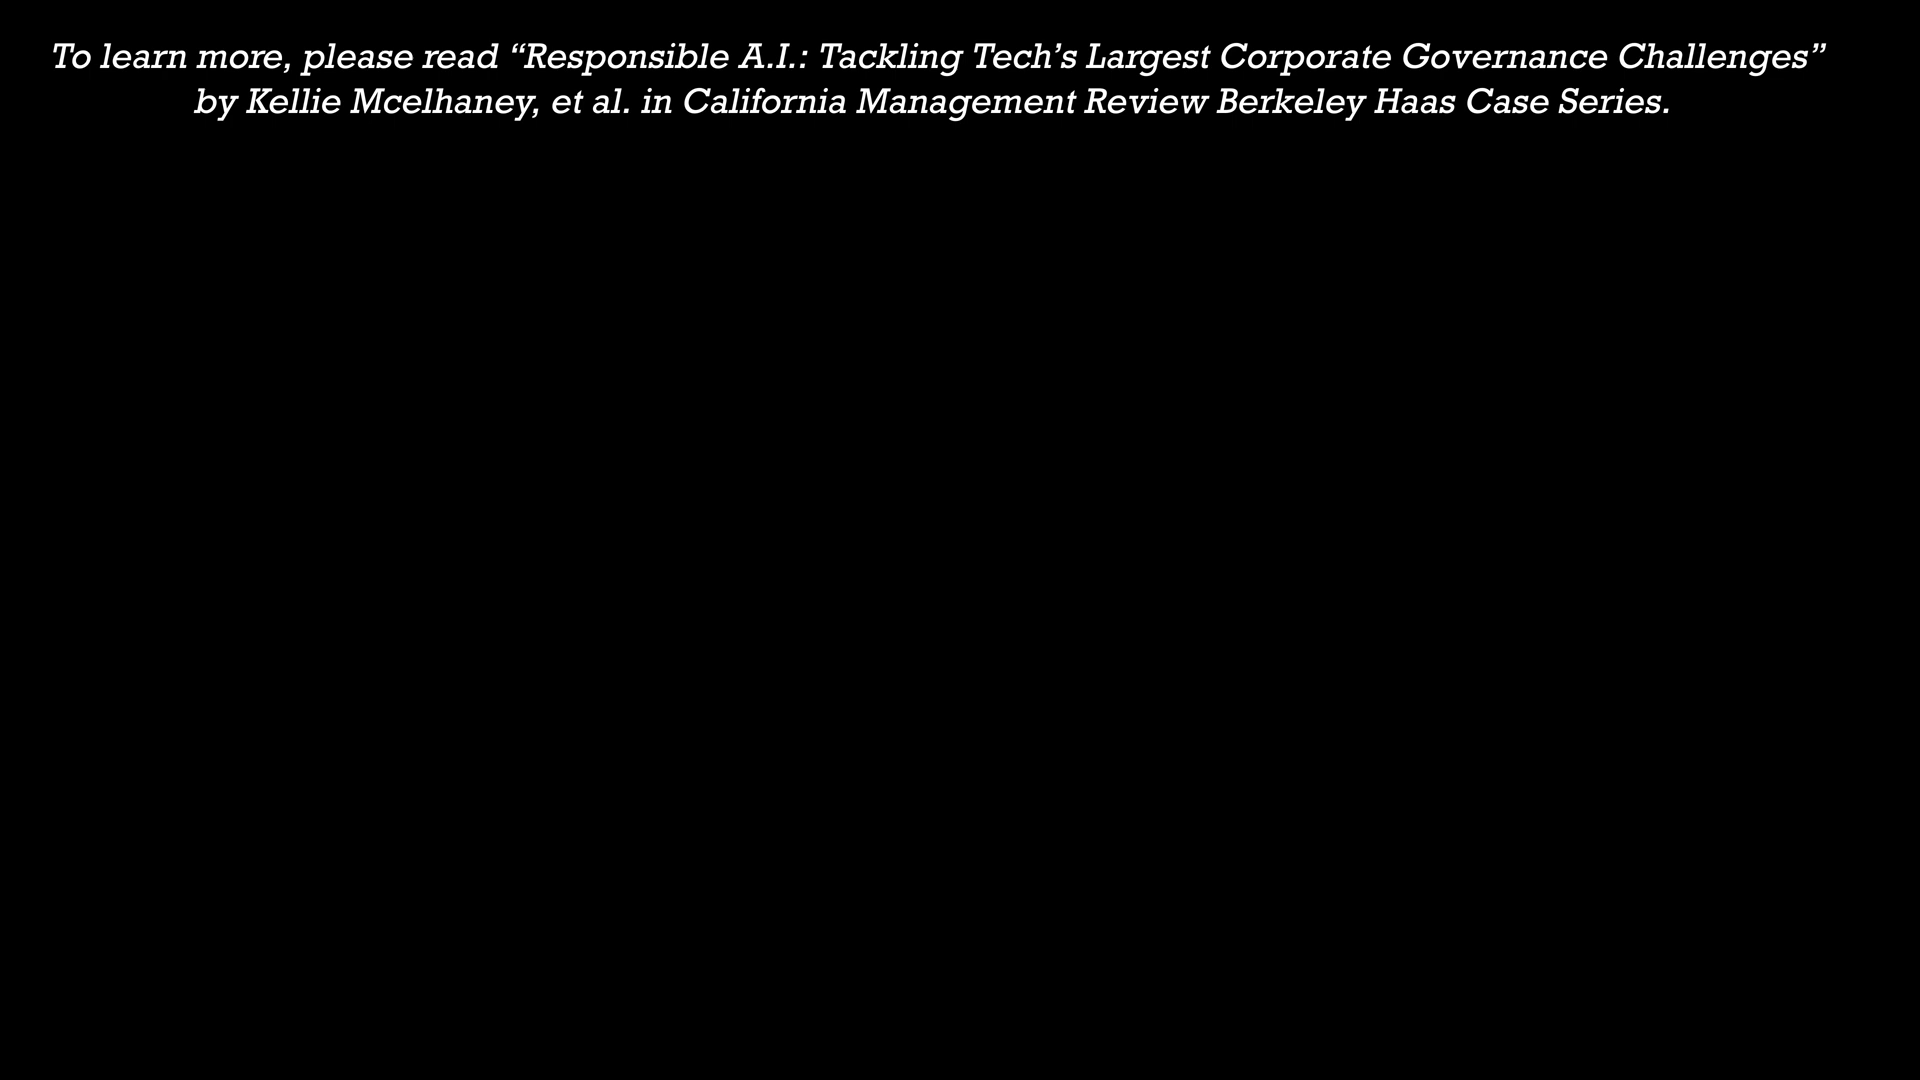 To learn more, please read “Responsible A.I.: Tackling Tech’s Largest Corporate Governance Challenges”
by Kellie Mcelhaney, et al. in California Management Review Berkeley Haas Case Series.